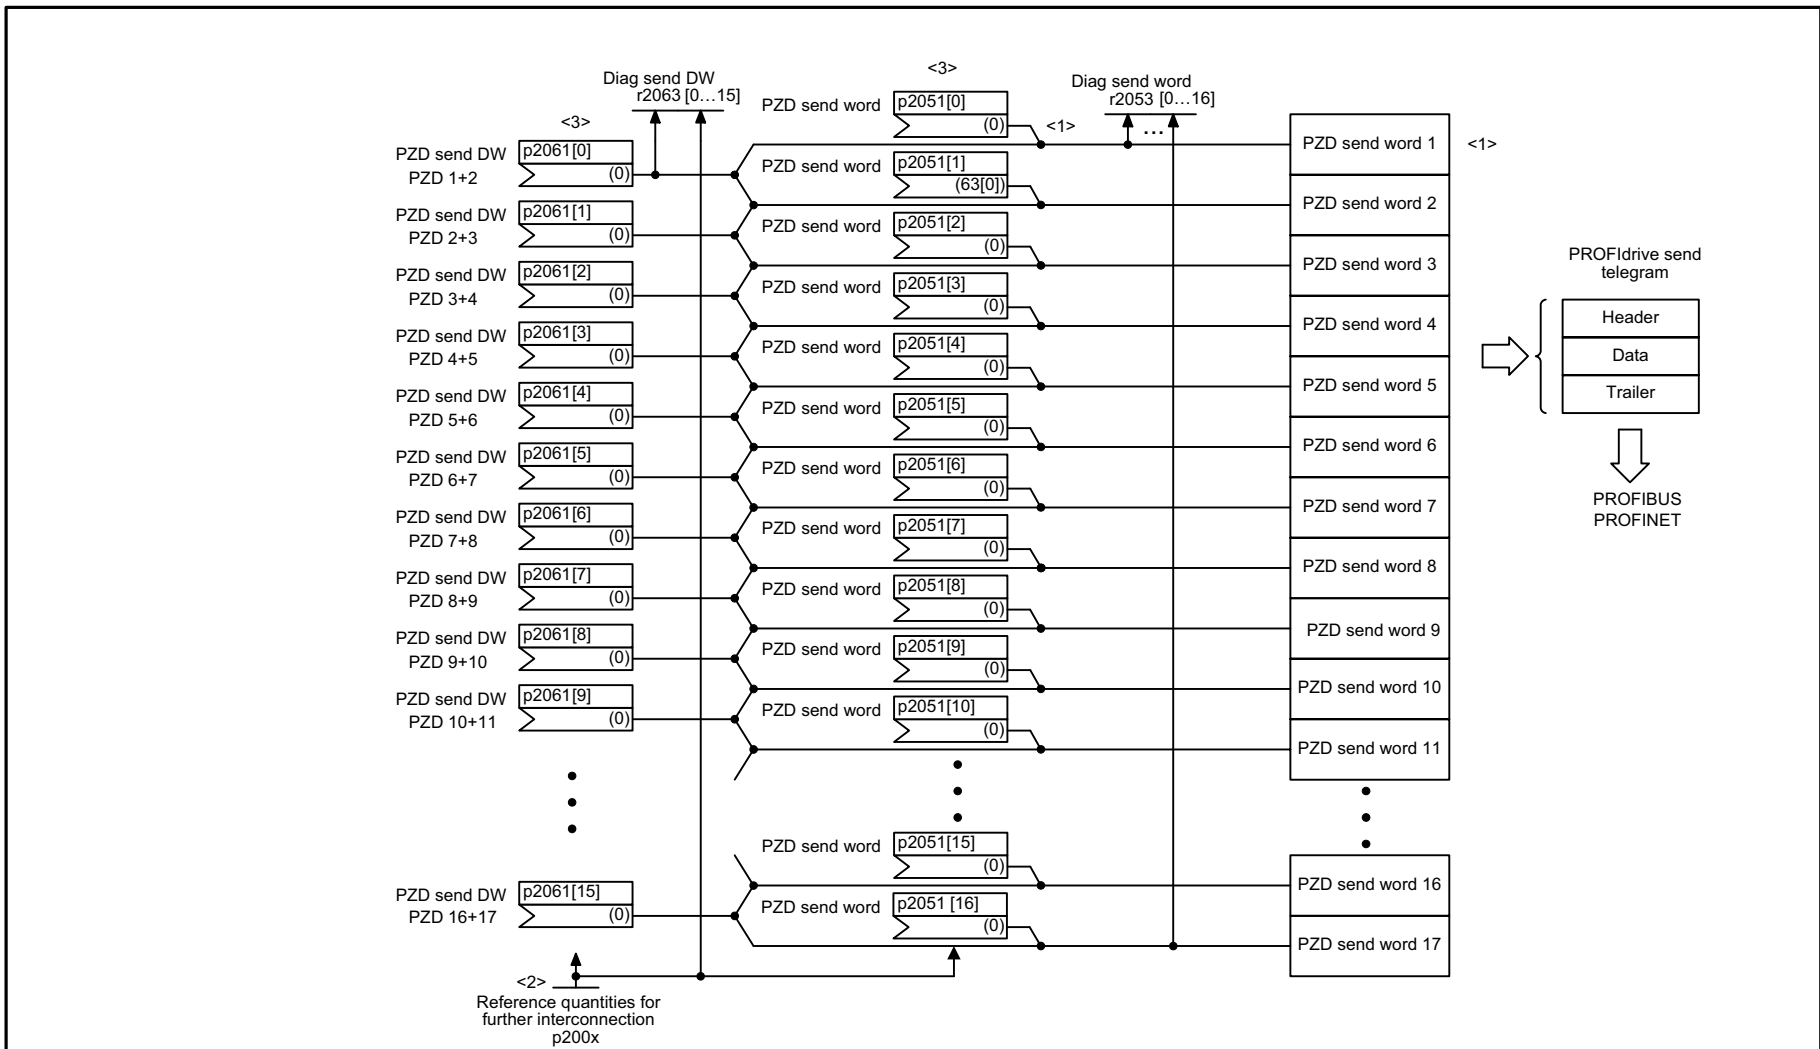 Diag send DW
r2063 [0…15]
<3>
Diag send word
r2053 [0…16]
<3>
PZD send word
p2051[0]
(0)
<1>
...
PZD send word 1
<1>
PZD send DW
PZD 1+2
p2061[0]
(0)
PZD send word
p2051[1]
(63[0])
PZD send word 2
PZD send DW
PZD 2+3
p2061[1]
(0)
PZD send word
p2051[2]
(0)
PZD send word 3
PZD send DW
PZD 3+4
p2061[2]
(0)
PZD send word
p2051[3]
(0)
PZD send word 4
PZD send DW
PZD 4+5
p2061[3]
(0)
PZD send word
p2051[4]
(0)
PZD send word 5
PZD send DW
PZD 5+6
p2061[4]
(0)
PZD send word
p2051[5]
(0)
PZD send word 6
PZD send DW
PZD 6+7
p2061[5]
(0)
PZD send word
p2051[6]
(0)
PZD send word 7
PZD send DW
PZD 7+8
p2061[6]
(0)
PZD send word
p2051[7]
(0)
PZD send word 8
PZD send DW
PZD 8+9
p2061[7]
(0)
PZD send word
p2051[8]
(0)
PZD send word 9
PZD send DW
PZD 9+10
p2061[8]
(0)
PZD send word
p2051[9]
(0)
PZD send word 10
PZD send DW
PZD 10+11
p2061[9]
(0)
PZD send word
p2051[10]
(0)
PZD send word 11
PZD send word
p2051[15]
(0)
PZD send word 16
PZD send DW
PZD 16+17
p2061[15]
(0)
PZD send word
p2051 [16]
(0)
PZD send word 17
<2>
Reference quantities for
further interconnection
p200x
PROFIdrive send
telegram
Header
Data
Trailer
PROFIBUS
PROFINET